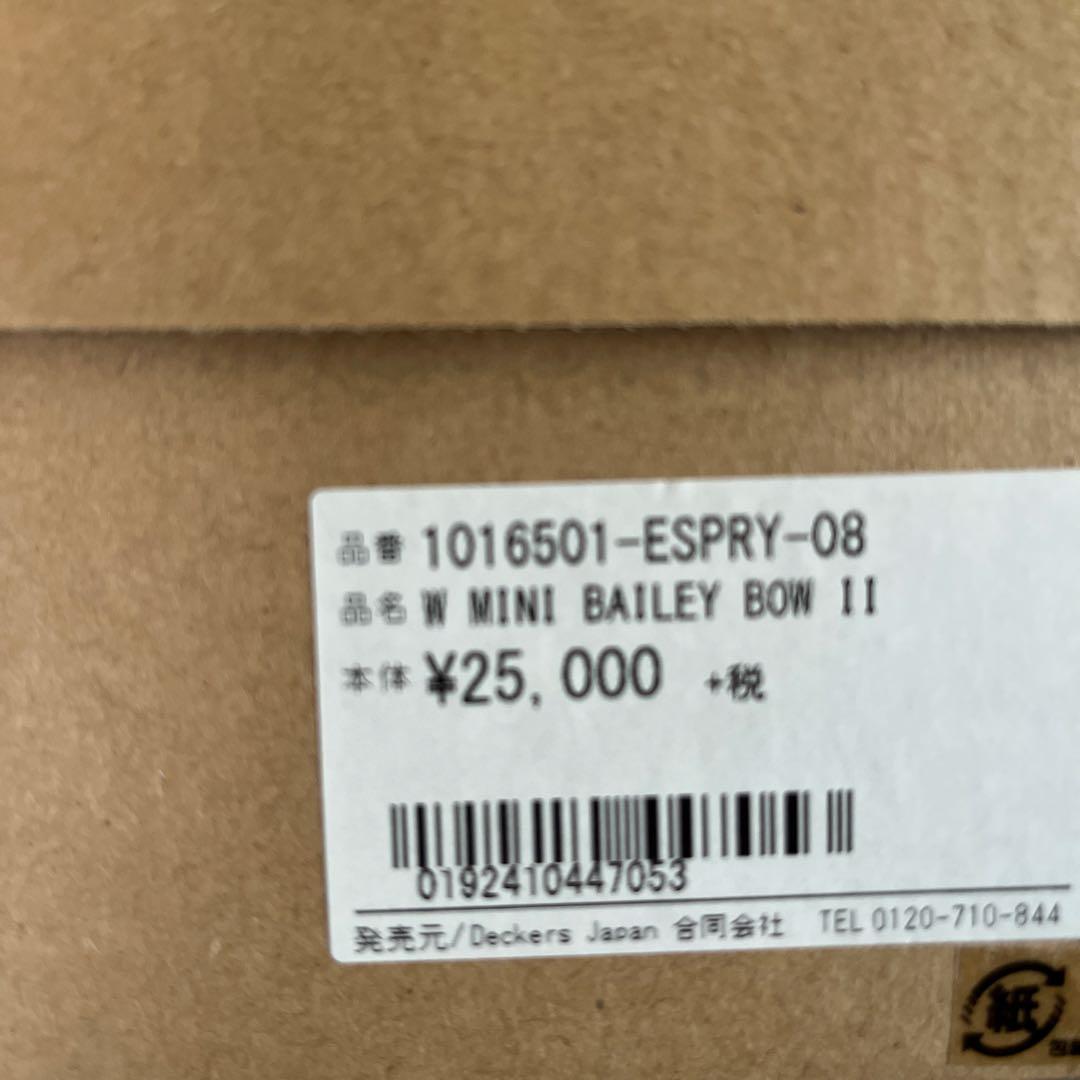 品番 1016501-ESPRY-08
品名 W MINI BAILEY BOW II
本体 ¥25,000 +税
0192410447053
発売元/Deckers Japan 合同会社 TEL 0120-710-844
紙